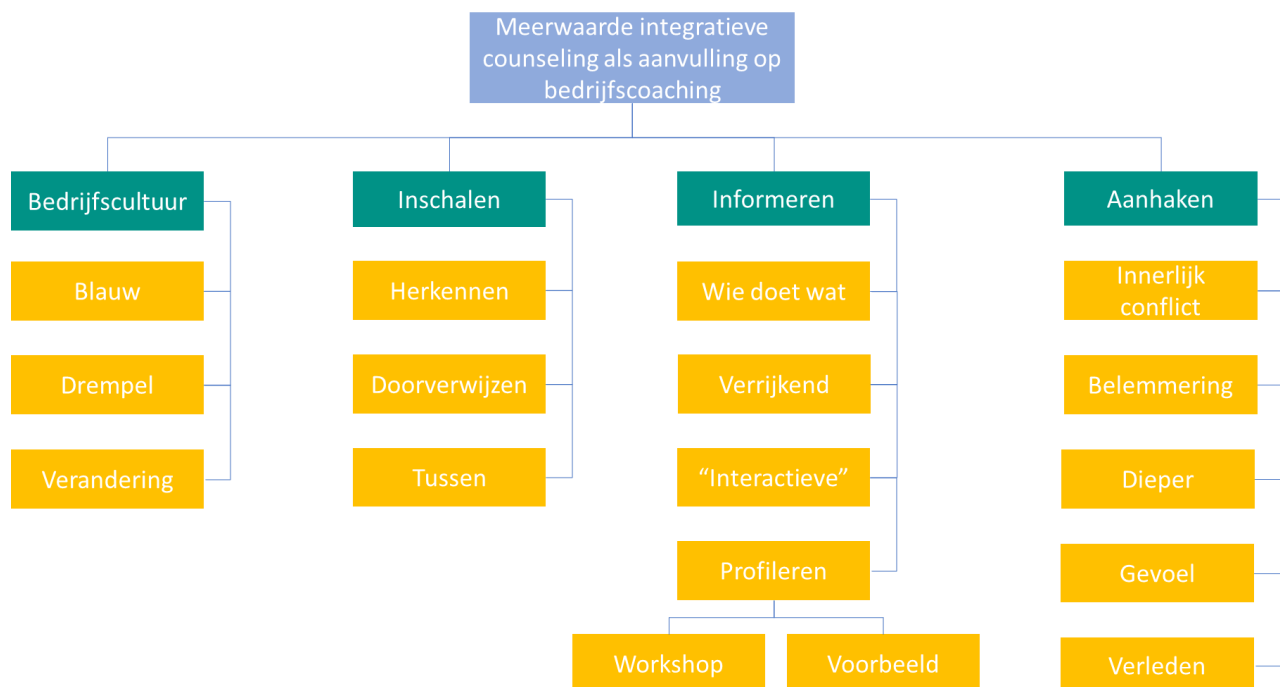 Meerwaarde integratieve
counseling als aanvulling op
bedrijfscoaching
Bedrijfscultuur
Blauw
Drempel
Verandering
Inschalen
Herkennen
Doorverwijzen
Tussen
Informeren
Wie doet wat
Verrijkend
“Interactieve”
Profileren
Workshop
Voorbeeld
Aanhaken
Innerlijk
conflict
Belemmering
Dieper
Gevoel
Verleden